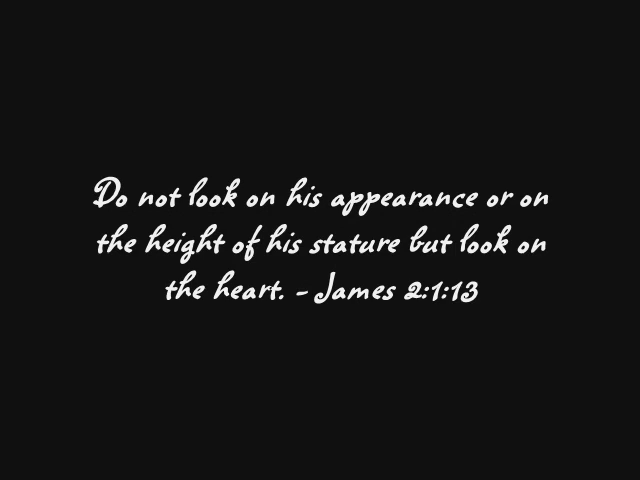 Do not look on his appearance or on
the height of his stature but look on
the heart. - James 2:1:13